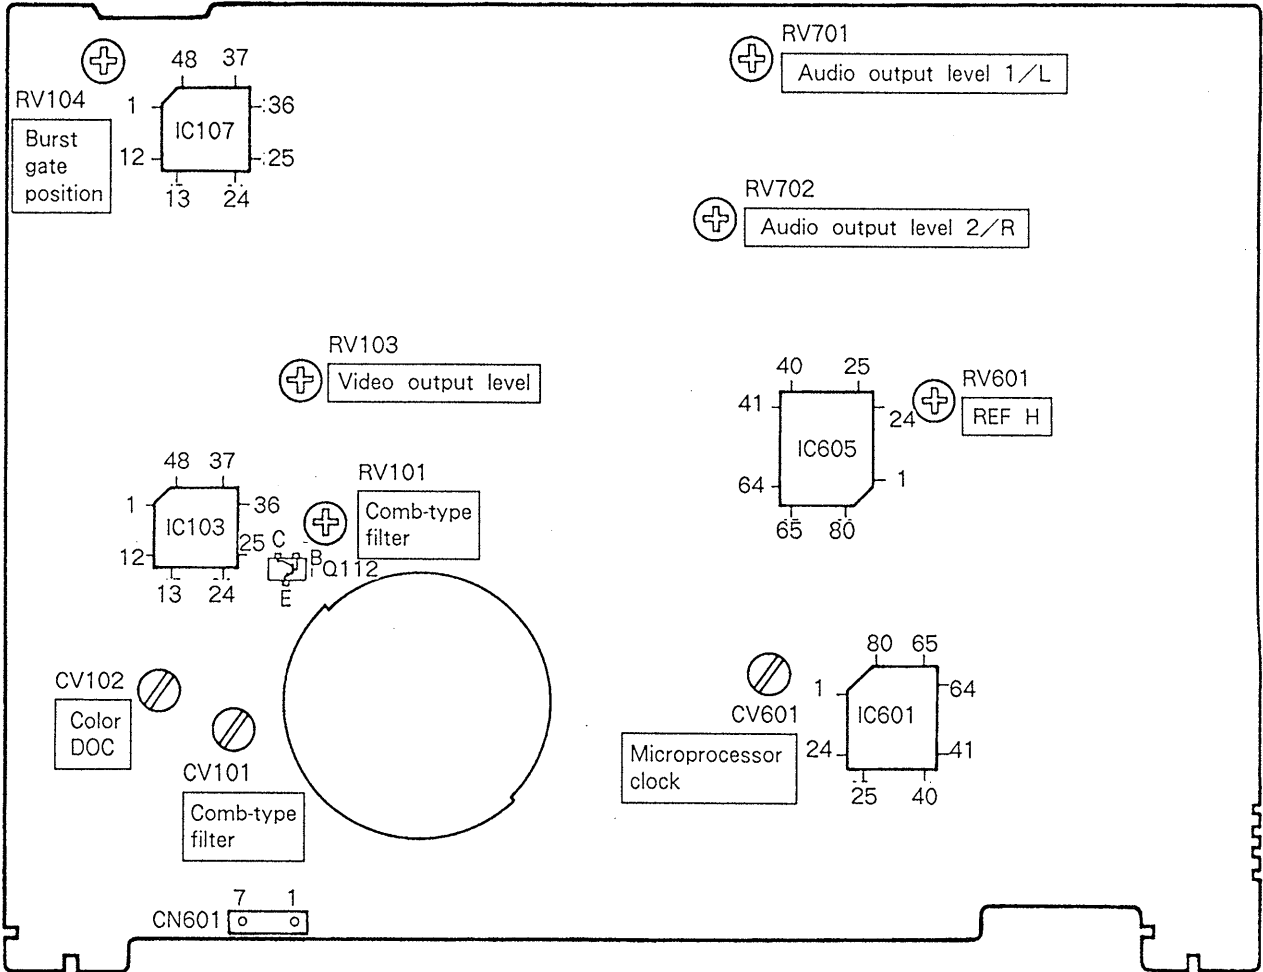 RV701
Audio output level 1/L
RV104
Burst
gate
position
48 37
1 36
IC107
12 25
13 24
RV702
Audio output level 2/R
RV103
Video output level
40 25
41 24
IC605
64 1
65 80
RV601
REF H
48 37
1 36
IC103
12 25
13 24
RV101
Comb-type
filter
C
B
Q112
E
CV102
Color
DOC
CV101
Comb-type
filter
CV601
Microprocessor
clock
80 65
1 64
IC601
24 41
25 40
7 1
CN601